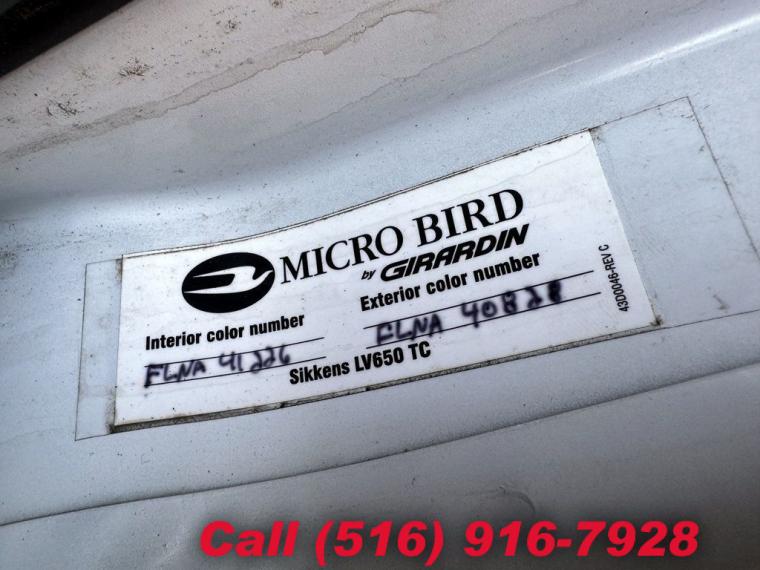 MICRO BIRD
by GIRARDIN
Interior color number
Exterior color number
FLNA 41226
FLNA 40828
Sikkens LV650 TC
4300046-REV C
Call (516) 916-7928